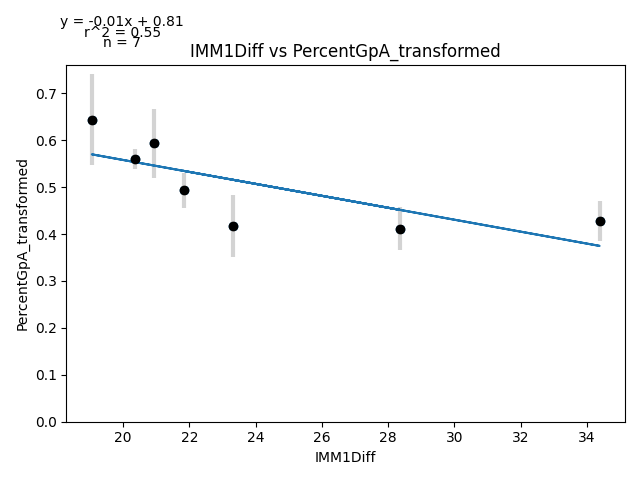 y = -0.01x + 0.81
r^2 = 0.55
n = 7
IMM1Diff vs PercentGpA_transformed
PercentGpA_transformed
0.7
0.6
0.5
0.4
0.3
0.2
0.1
0.0
20 22 24 26 28 30 32 34
IMM1Diff